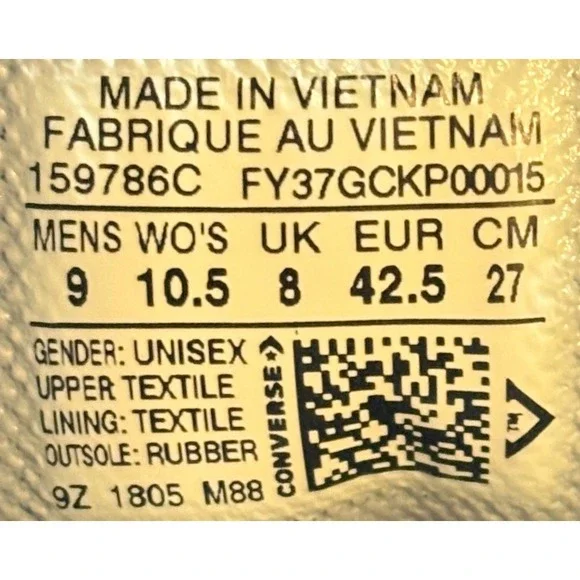 MADE IN VIETNAM
FABRIQUE AU VIETNAM
159786C FY37GCKP00015
MENS WO'S UK EUR CM
9 10.5 8 42.5 27
GENDER: UNISEX
UPPER TEXTILE
LINING: TEXTILE
OUTSOLE: RUBBER
9Z 1805 M88
CONVERSE